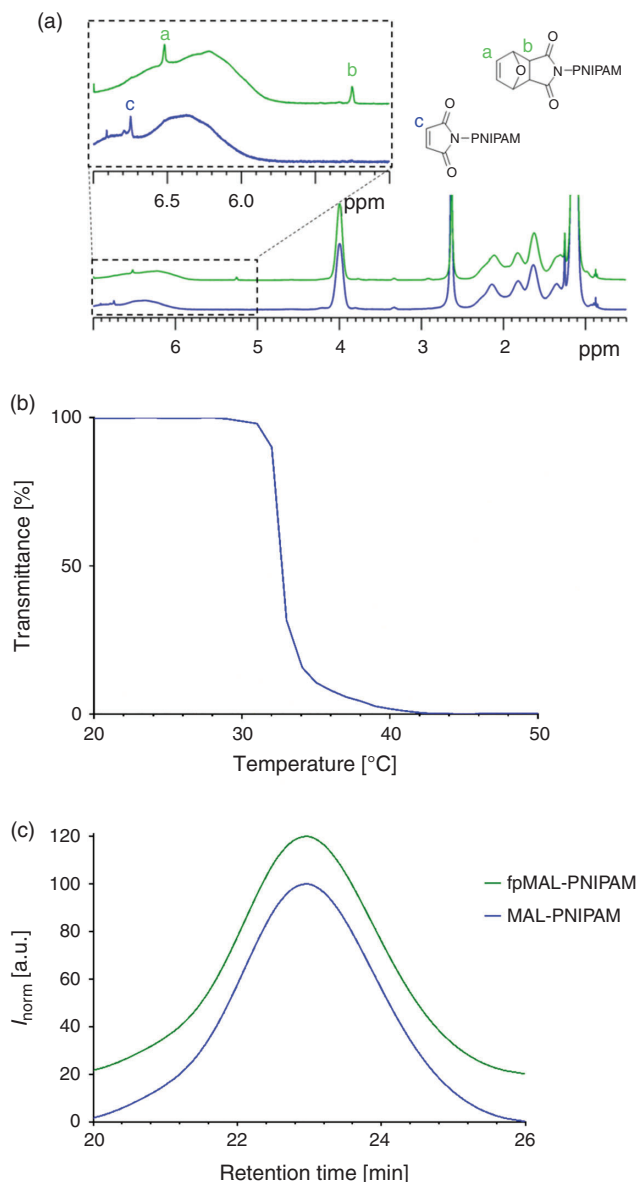 (a)
a
b
c
6.5 6.0 ppm
a b O
O N PNIPAM
O
c O
N PNIPAM
O
6 5 4 3 2 ppm
(b)
100
50
0
Transmittance [%]
20 30 40 50
Temperature [°C]
(c)
120
100
80
60
40
20
0
I norm [a.u.]
fpMAL-PNIPAM
MAL-PNIPAM
20 22 24 26
Retention time [min]